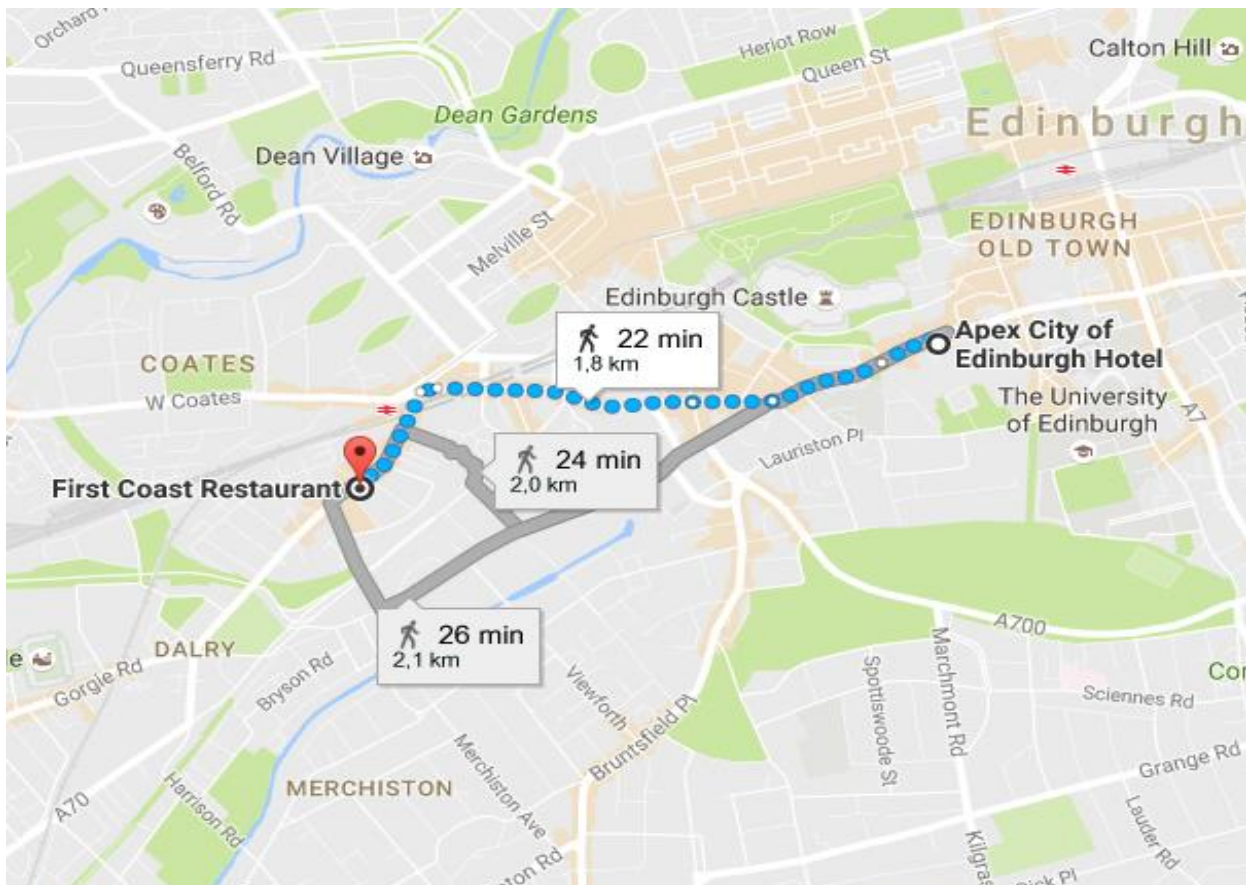 Orchard
Queensferry Rd
Heriot Row
Queen St
Calton Hill
Dean Gardens
Edinburgh
Dean Village
Belford Rd
Melville St
EDINBURGH
OLD TOWN
Edinburgh Castle
22 min
1,8 km
Apex City of
Edinburgh Hotel
COATES
W Coates
The University
of Edinburgh
A7
Lauriston Pl
24 min
2,0 km
First Coast Restaurant
26 min
2,1 km
A700
DALRY
Gorgie Rd
Bryson Rd
Viewforth
Marchmont Rd
Spottiswoode St
Sciennes Rd
Bruntsfield Pl
Merchiston Ave
MERCHISTON
Grange Rd
A70
Harrison Rd
Lauder Rd
Kilgras
ton Rd